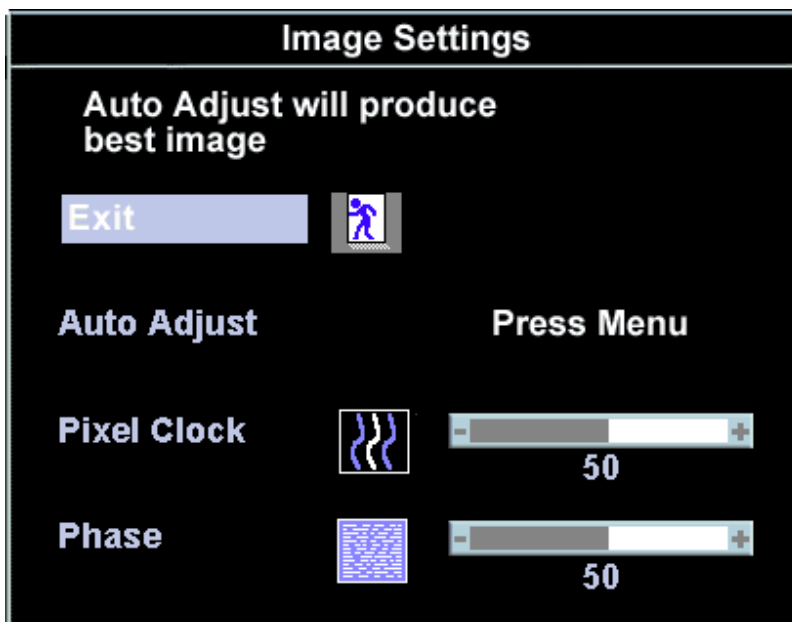 Image Settings
Auto Adjust will produce
best image
Exit
Auto Adjust Press Menu
Pixel Clock - +
50
Phase - +
50